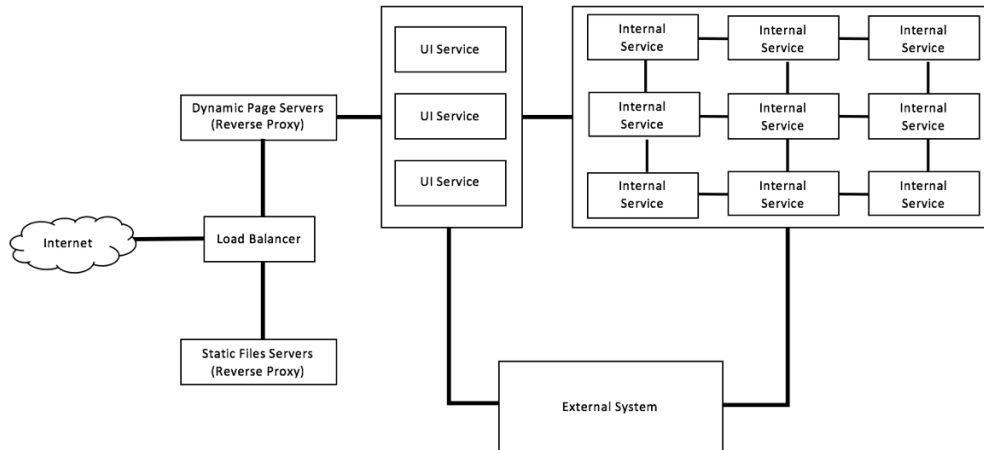 UI Service
UI Service
UI Service
Internal
Service
Internal
Service
Internal
Service
Internal
Service
Internal
Service
Internal
Service
Internal
Service
Internal
Service
Internal
Service
Dynamic Page Servers
(Reverse Proxy)
Internet
Load Balancer
Static Files Servers
(Reverse Proxy)
External System